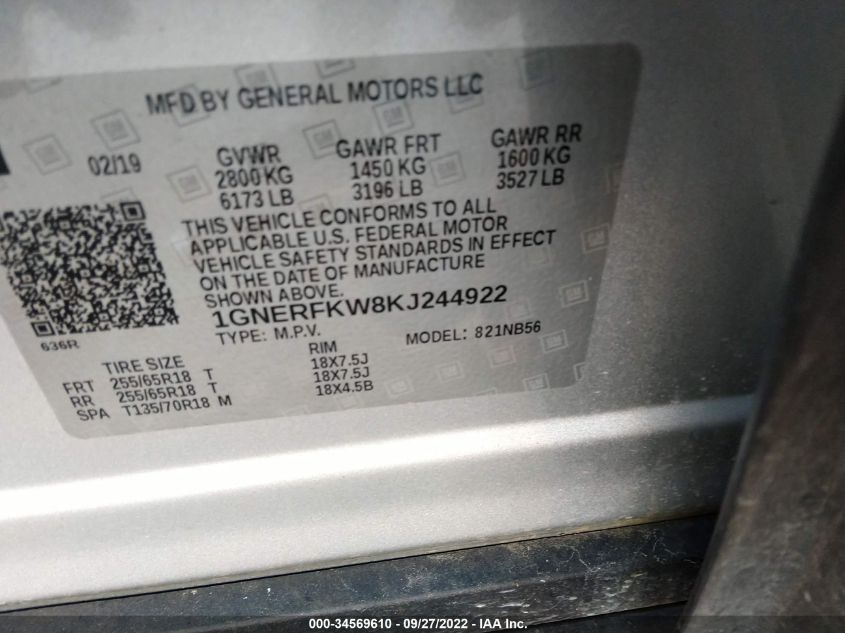 MFD BY GENERAL MOTORS LLC
02/19
GVWR GAWR FRT GAWR RR
2800 KG 1450 KG 1600 KG
6173 LB 3196 LB 3527 LB
THIS VEHICLE CONFORMS TO ALL
APPLICABLE U.S. FEDERAL MOTOR
VEHICLE SAFETY STANDARDS IN EFFECT
ON THE DATE OF MANUFACTURE
SHOWN ABOVE.
1GNERFKW8KJ244922
TYPE: M.P.V. MODEL: 821NB56
636R
TIRE SIZE RIM
FRT 255/65R18 T 18X7.5J
RR 255/65R18 T 18X7.5J
SPA T135/70R18 M 18X4.5B
000-34569610 - 09/27/2022 - IAA Inc.